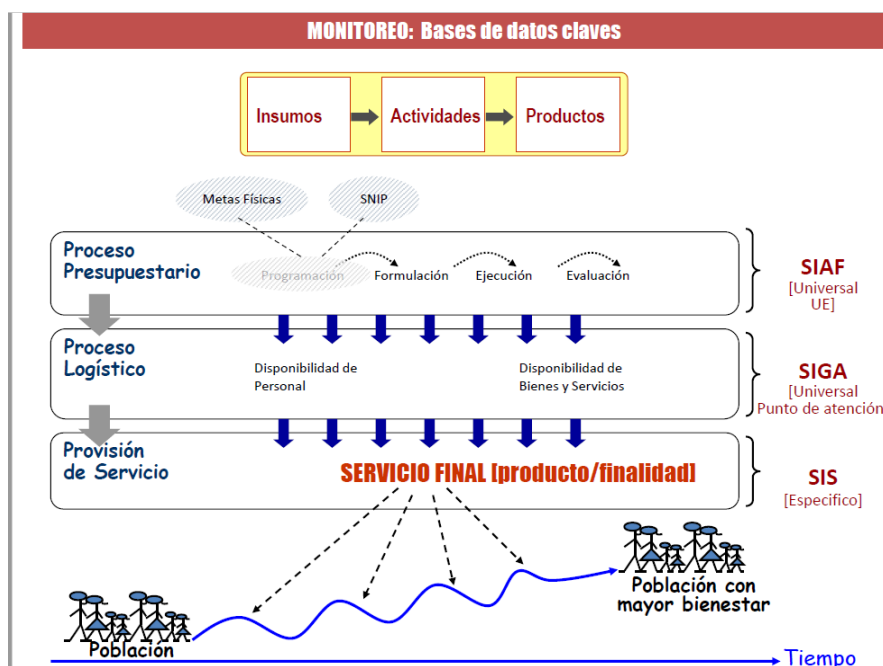 MONITOREO: Bases de datos claves
Insumos
Actividades
Productos
Metas Físicas
SNIP
Proceso
Presupuestario
Programación
Formulación
Ejecución
Evaluación
SIAF
[Universal
UE]
Proceso
Logístico
Disponibilidad de
Personal
Disponibilidad de
Bienes y Servicios
SIGA
[Universal
Punto de atención]
Provisión
de Servicio
SERVICIO FINAL [producto/finalidad]
SIS
[Especifico]
Población
Población con
mayor bienestar
Tiempo